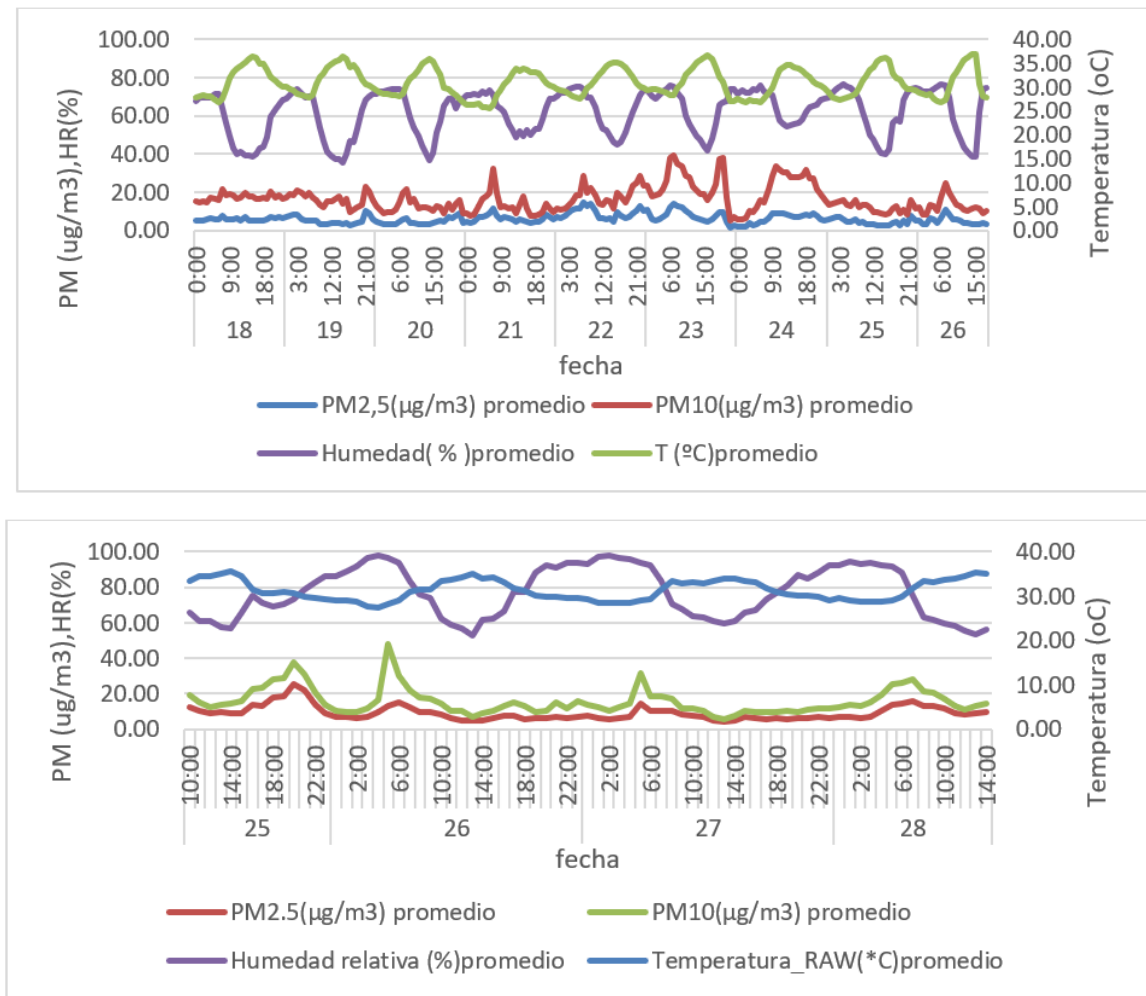 100.00
80.00
60.00
40.00
20.00
0.00
PM (ug/m3),HR(%)
40.00
35.00
30.00
25.00
20.00
15.00
10.00
5.00
0.00
Temperatura (oC)
0:00 9:00 18:00 3:00 12:00 21:00 6:00 15:00 0:00 9:00 18:00 3:00 12:00 21:00 6:00 15:00 0:00 9:00 18:00 3:00 12:00 21:00 6:00 15:00
18 19 20 21 22 23 24 25 26
fecha
PM2,5(µg/m3) promedio PM10(µg/m3) promedio
Humedad( % )promedio T (ºC)promedio
100.00
80.00
60.00
40.00
20.00
0.00
PM (ug/m3),HR(%)
40.00
30.00
20.00
10.00
0.00
Temperatura (oC)
10:00 14:00 18:00 22:00 2:00 6:00 10:00 14:00 18:00 22:00 2:00 6:00 10:00 14:00 18:00 22:00 2:00 6:00 10:00 14:00
25 26 27 28
fecha
PM2.5(µg/m3) promedio PM10(µg/m3) promedio
Humedad relativa (%)promedio Temperatura_RAW(*C)promedio